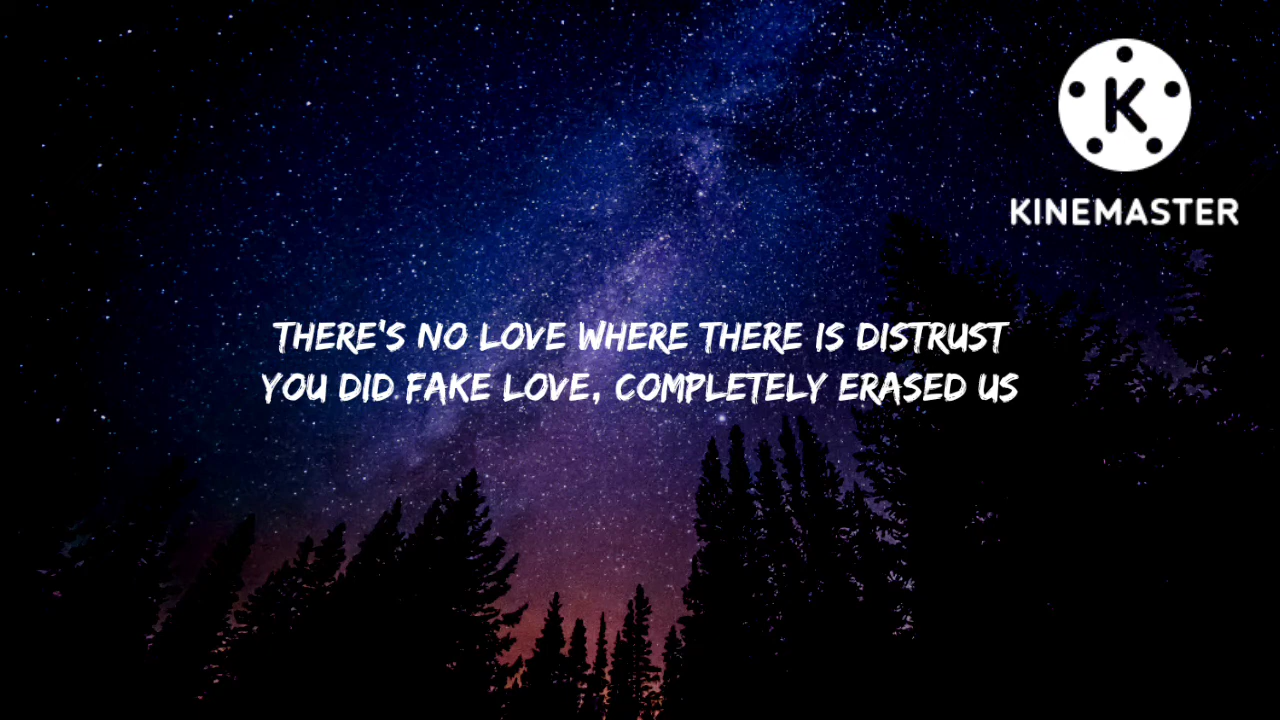 K
KINEMASTER
THERE'S NO LOVE WHERE THERE IS DISTRUST
YOU DID FAKE LOVE, COMPLETELY ERASED US